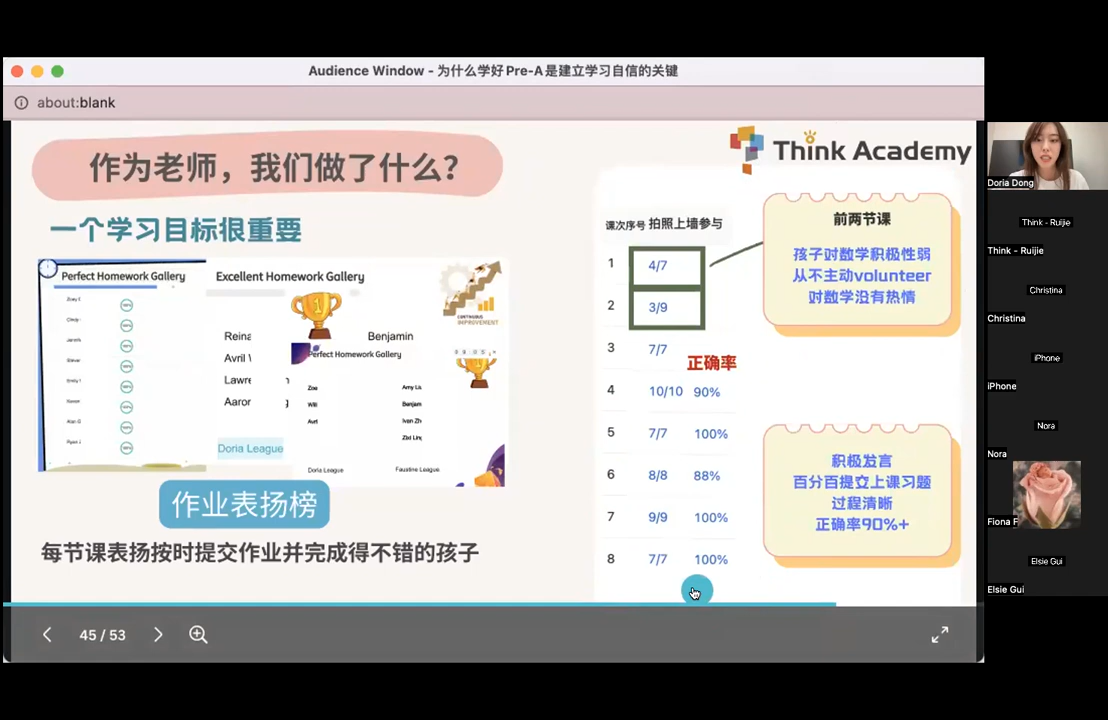 Audience Window - 为什么学好Pre-A是建立学习自信的关键
about:blank
作为老师，我们做了什么？
Think Academy
一个学习目标很重要
Perfect Homework Gallery
Excellent Homework Gallery
CONTINUOUS
IMPROVEMENT
Reina
Benjamin
Avril
Perfect Homework Gallery
Lawre
Aaron
Zoe
Amy Liu
Benjam
Ivan Zh
Doria League
Doria League
Faustine League
作业表扬榜
每节课表扬按时提交作业并完成得不错的孩子
课次序号 拍照上墙参与
1 4/7
2 3/9
3 7/7
正确率
4 10/10 90%
5 7/7 100%
6 8/8 88%
7 9/9 100%
8 7/7 100%
前两节课
孩子对数学积极性弱
从不主动volunteer
对数学没有热情
积极发言
百分百提交上课习题
过程清晰
正确率90%+
45 / 53
Doria Dong
Think - Ruijie
Think - Ruijie
Christina
Christina
iPhone
iPhone
Nora
Nora
Fiona F
Elsie Gui
Elsie Gui